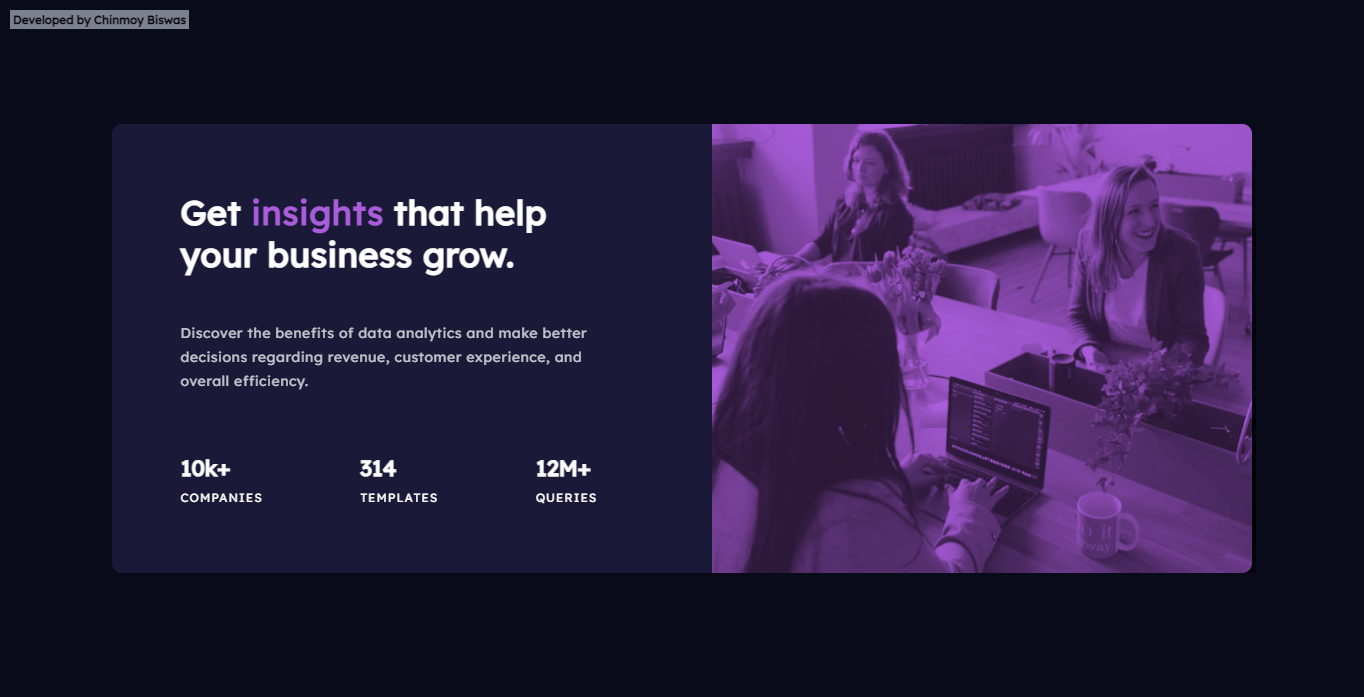 Developed by Chinmoy Biswas
Get insights that help
your business grow.
Discover the benefits of data analytics and make better
decisions regarding revenue, customer experience, and
overall efficiency.
10k+ 314 12M+
COMPANIES TEMPLATES QUERIES